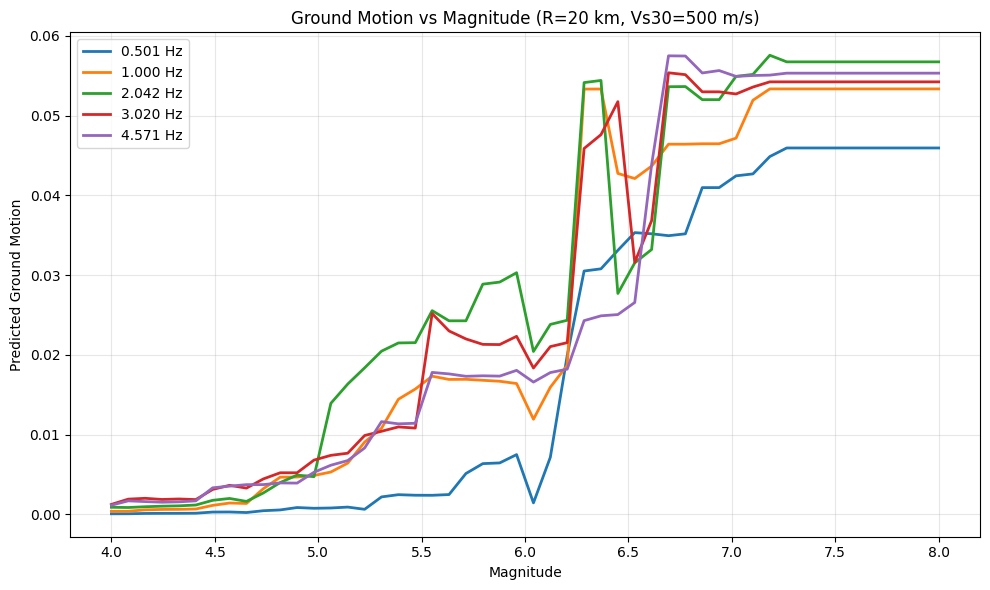 Ground Motion vs Magnitude (R=20 km, Vs30=500 m/s)
0.501 Hz
1.000 Hz
2.042 Hz
3.020 Hz
4.571 Hz
Predicted Ground Motion
0.06
0.05
0.04
0.03
0.02
0.01
0.00
4.0 4.5 5.0 5.5 6.0 6.5 7.0 7.5 8.0
Magnitude